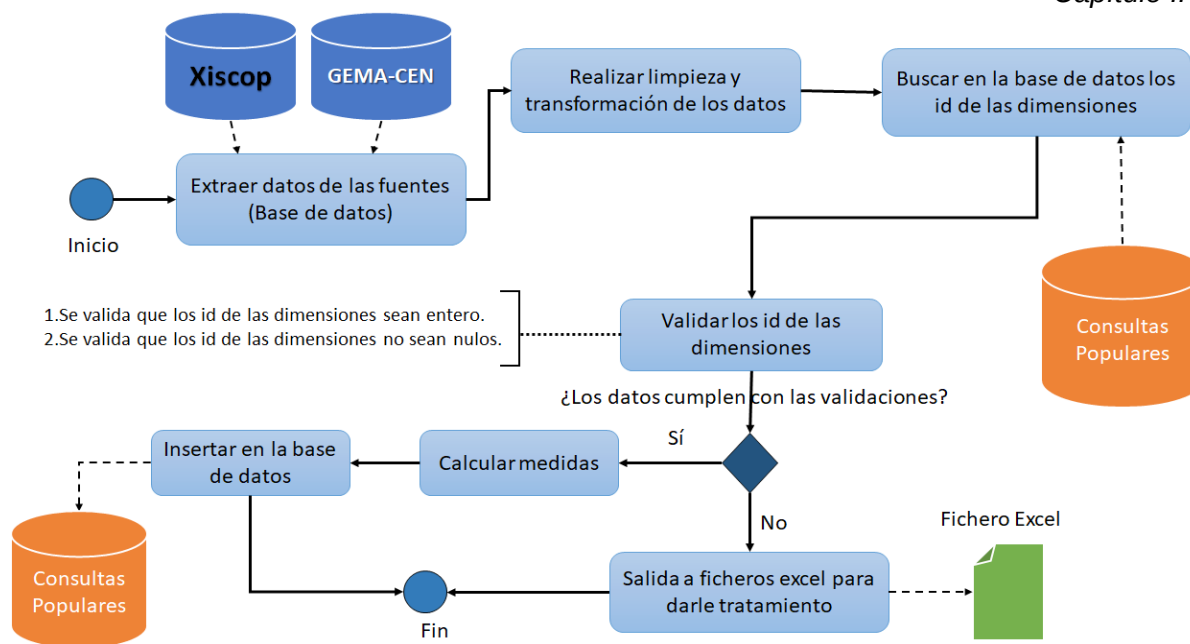 Capítulo II
Xiscop
GEMA-CEN
Realizar limpieza y
transformación de los datos
Buscar en la base de datos los
id de las dimensiones
Extraer datos de las fuentes
(Base de datos)
Inicio
1.Se valida que los id de las dimensiones sean entero.
2.Se valida que los id de las dimensiones no sean nulos.
Validar los id de las
dimensiones
Consultas
Populares
¿Los datos cumplen con las validaciones?
Sí
Insertar en la base
de datos
Calcular medidas
No
Fichero Excel
Consultas
Populares
Salida a ficheros excel para
darle tratamiento
Fin